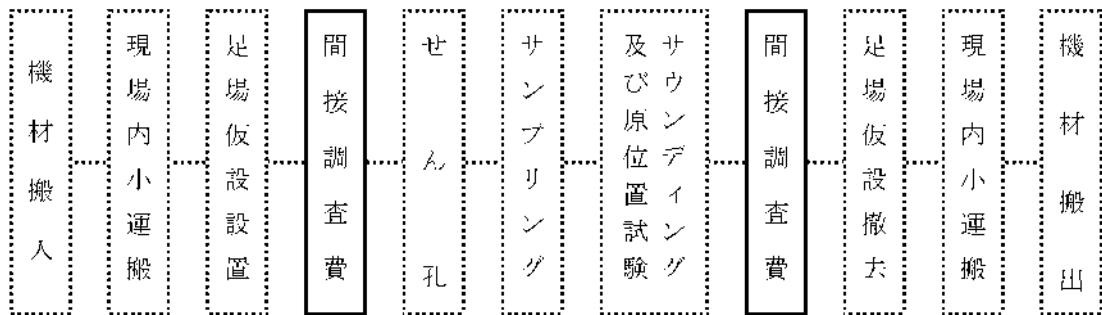 機材搬入
現場内小運搬
足場仮設設置
間接調査費
せん孔
サンプリング
サウンディング
及び原位置試験
間接調査費
足場仮設撤去
現場内小運搬
機材搬出